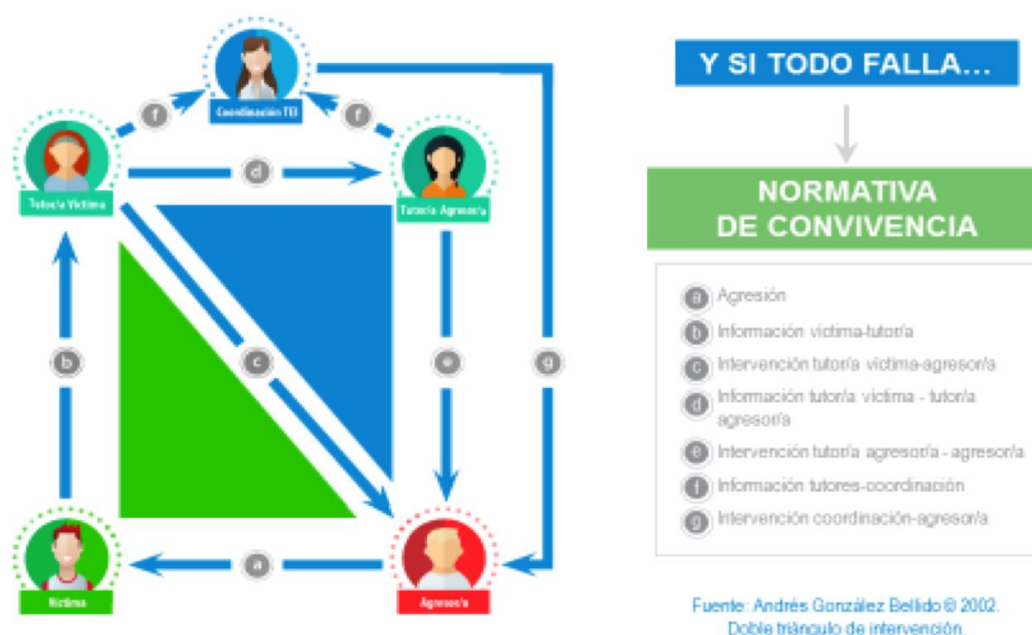 Coordinación TEI
f
f
Tutor/a Víctima
d
Tutor/a Agresor/a
b
c
e
g
Víctima
a
Agresor/a
Y SI TODO FALLA...
NORMATIVA
DE CONVIVENCIA
a Agresión
b Información víctima-tutor/a
c Intervención tutor/a víctima-agresor/a
d Información tutor/a víctima - tutor/a
agresor/a
e Intervención tutor/a agresor/a - agresor/a
f Información tutores-coordinación
g Intervención coordinación-agresor/a
Fuente: Andrés González Bellido © 2002.
Doble triángulo de intervención.